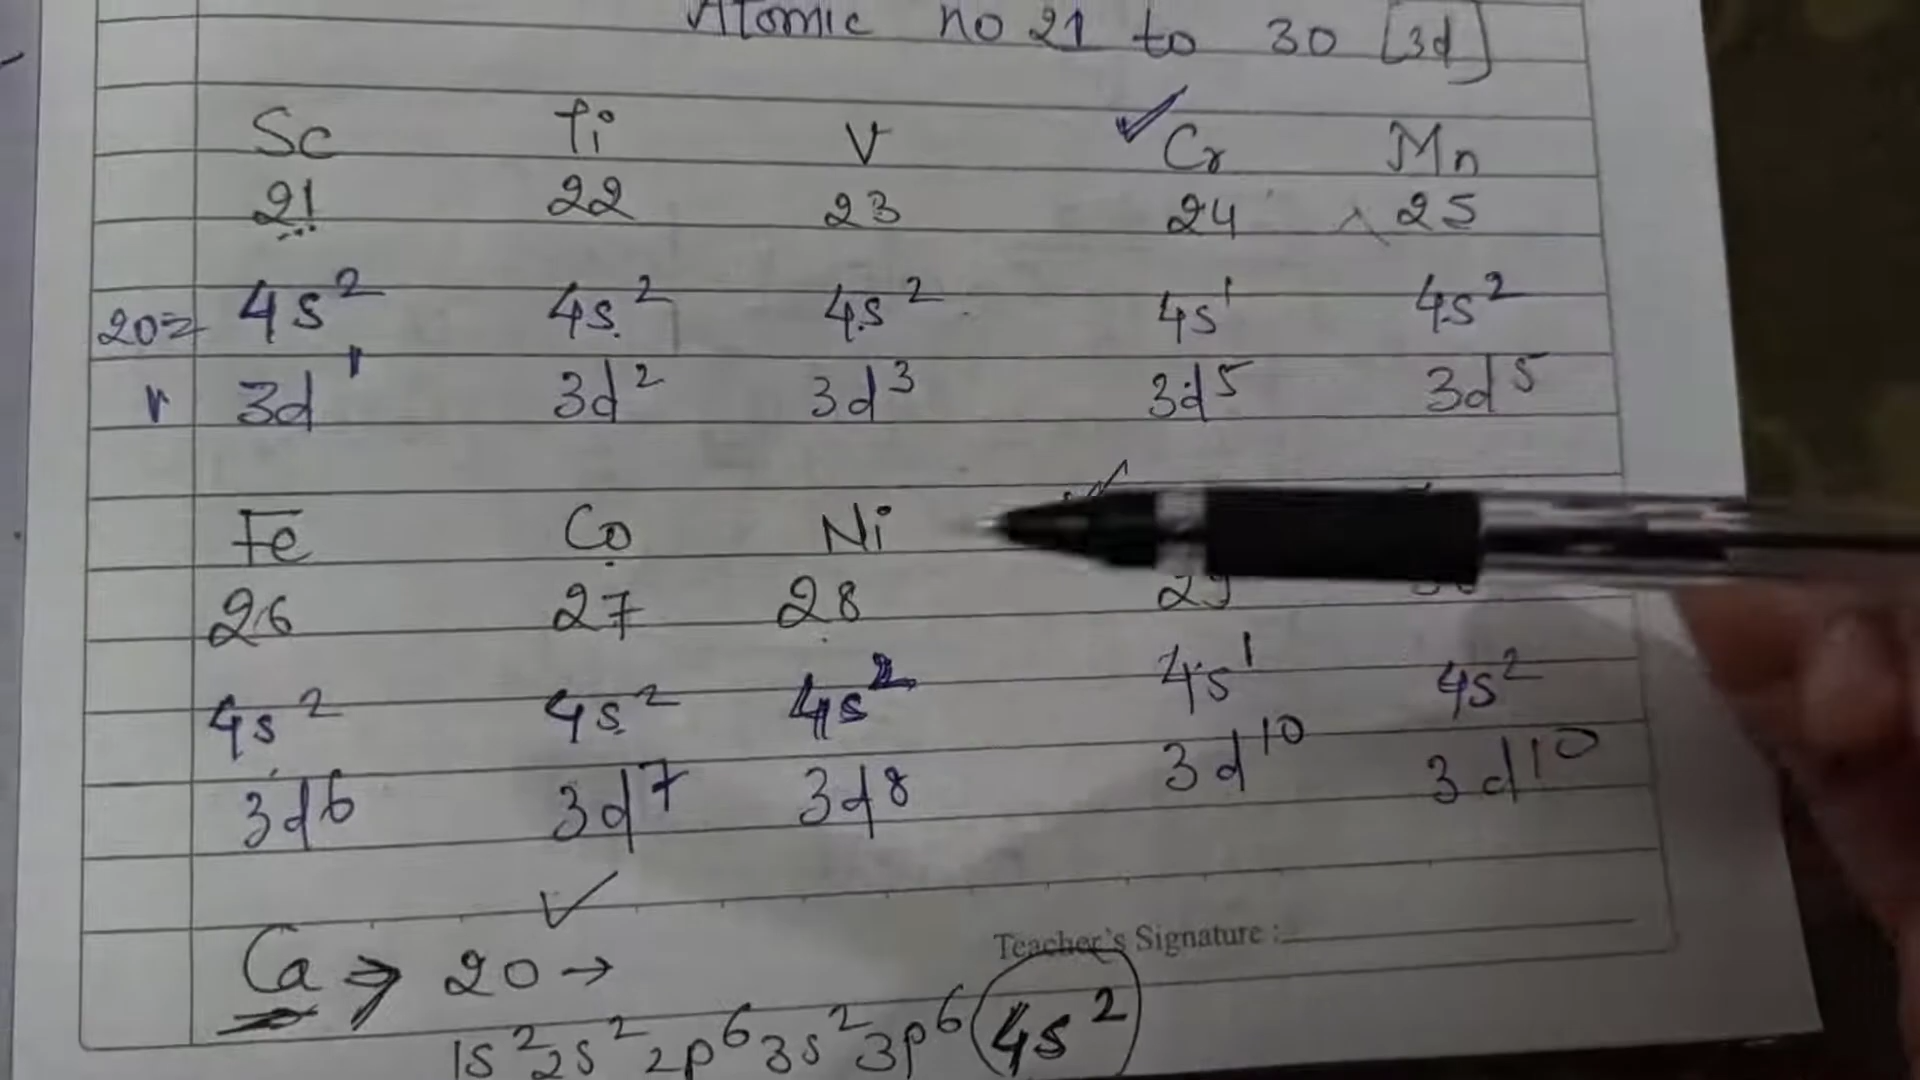 Atomic no 21 to 30 [3d]
Sc Ti V ✓ Cr Mn
21 22 23 24 25
20⇒ 4s² 4s² 4s² 4s¹ 4s²
1 3d¹ 3d² 3d³ 3d⁵ 3d⁵
Fe Co Ni
26 27 28 29
4s² 4s² 4s² 4s¹ 4s²
3d⁶ 3d⁷ 3d⁸ 3d¹⁰ 3d¹⁰
✓
Teacher's Signature :
Ca ⇒ 20 →
1s² 2s² 2p⁶ 3s² 3p⁶ 4s²